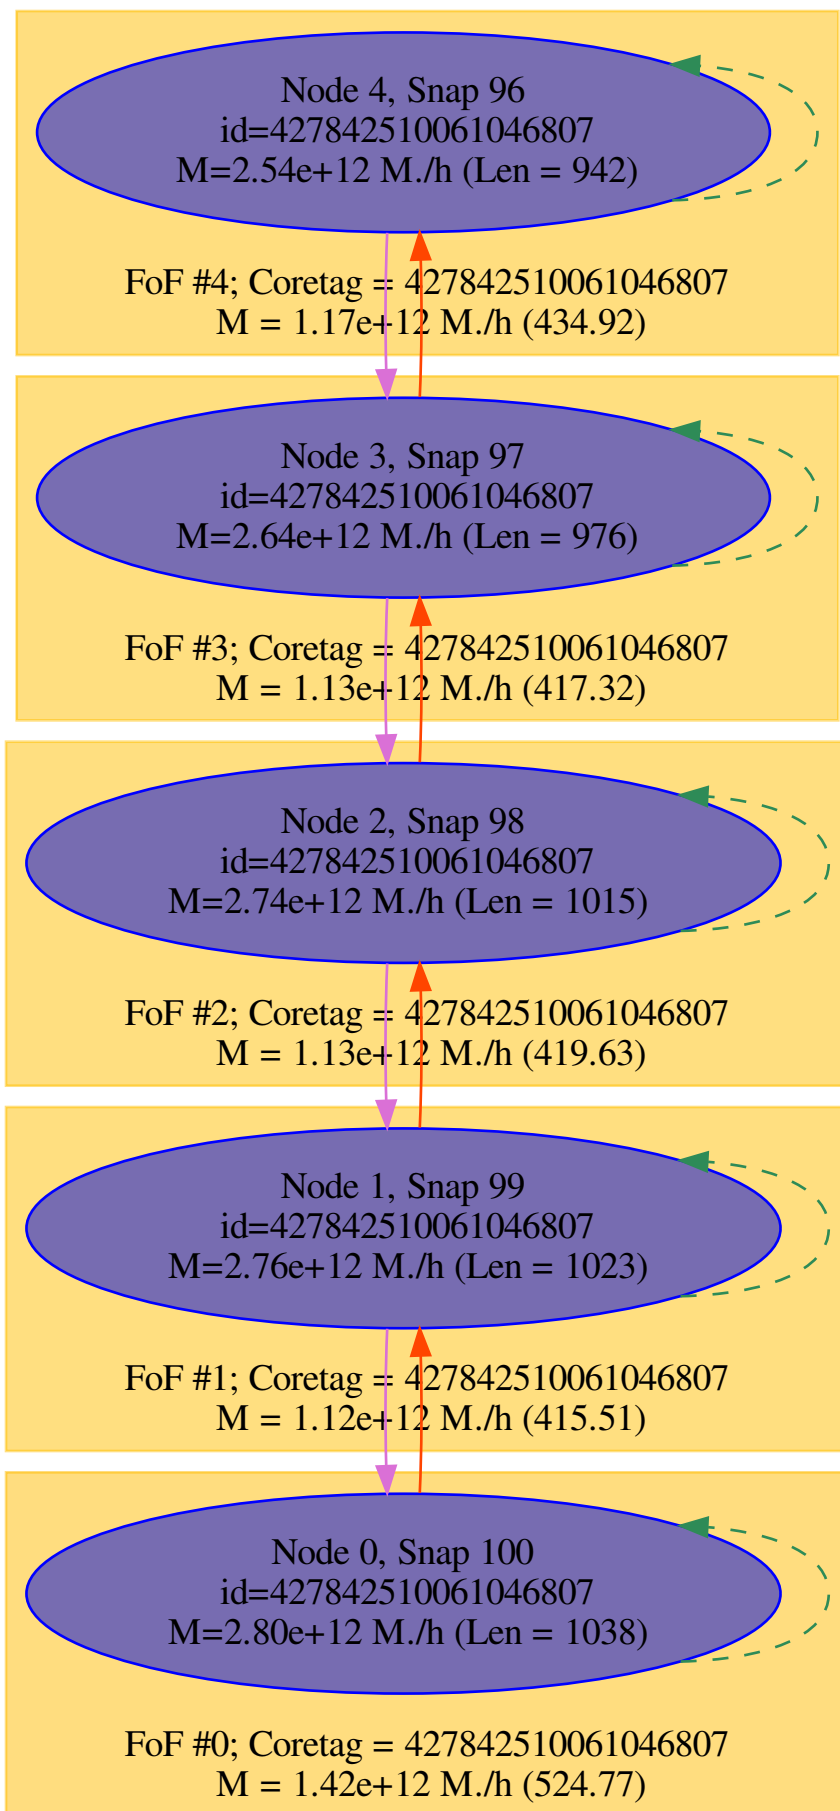 Node 4, Snap 96
id=427842510061046807
M=2.54e+12 M./h (Len = 942)
FoF #4; Coretag = 427842510061046807
M = 1.17e+12 M./h (434.92)
Node 3, Snap 97
id=427842510061046807
M=2.64e+12 M./h (Len = 976)
FoF #3; Coretag = 427842510061046807
M = 1.13e+12 M./h (417.32)
Node 2, Snap 98
id=427842510061046807
M=2.74e+12 M./h (Len = 1015)
FoF #2; Coretag = 427842510061046807
M = 1.13e+12 M./h (419.63)
Node 1, Snap 99
id=427842510061046807
M=2.76e+12 M./h (Len = 1023)
FoF #1; Coretag = 427842510061046807
M = 1.12e+12 M./h (415.51)
Node 0, Snap 100
id=427842510061046807
M=2.80e+12 M./h (Len = 1038)
FoF #0; Coretag = 427842510061046807
M = 1.42e+12 M./h (524.77)